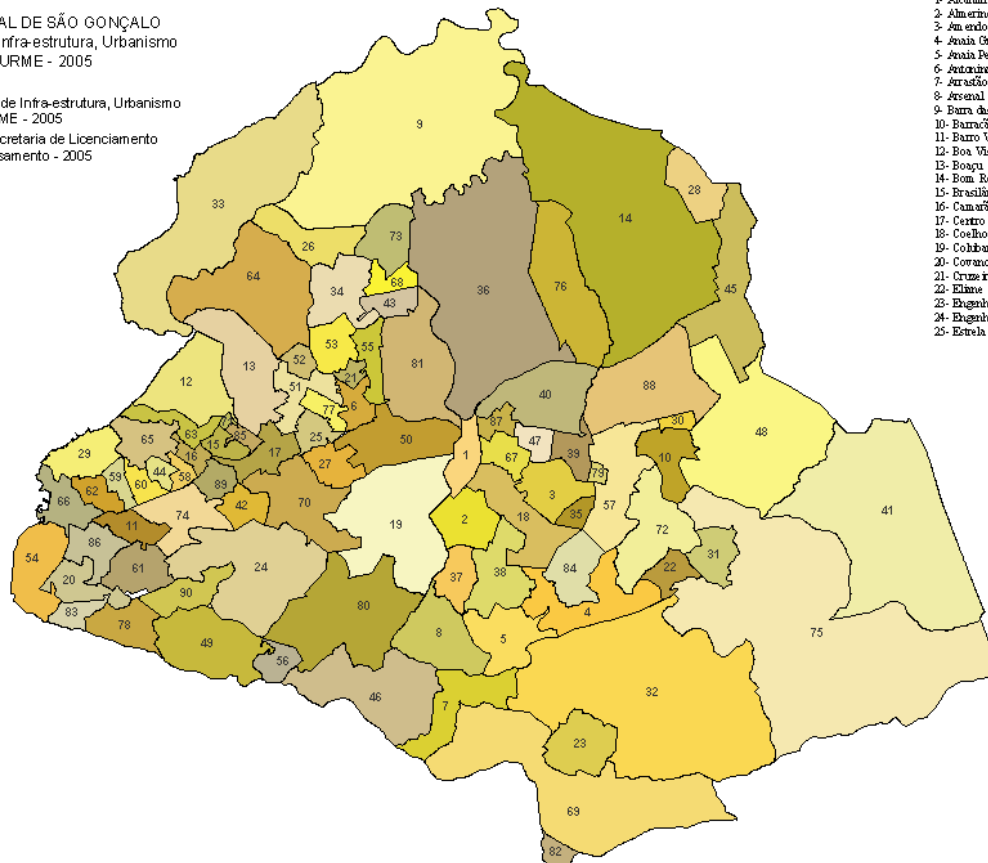 AL DE SÃO GONÇALO
nfra-estrutura, Urbanismo
URME - 2005
de Infra-estrutura, Urbanismo
ME - 2005
cretaria de Licenciamento
samento - 2005
2- Almerin
3- Amendo
4- Anaia G
5- Anaia Pe
6- Antonina
7- Arrastão
8- Arsenal
9- Barra da
10- Barracã
11- Barro V
12- Boa Vis
13- Boaçu
14- Bom Re
15- Brasilâ
16- Camarã
17- Centro
18- Coelho
19- Coluban
20- Covanc
21- Cruzeir
22- Eliane
23- Engenh
24- Engenh
25- Estrela
9
33
73
26
14
28
64
34
68
43
36
76
45
53
55
52
21
81
12
13
51
77
6
40
88
30
48
63
65
15
85
17
25
50
87
47
39
10
29
16
44
58
59
60
62
89
27
1
67
79
66
11
74
42
70
19
2
3
18
35
57
41
54
86
20
61
24
72
31
22
37
38
84
4
83
78
90
80
49
56
8
5
75
46
7
32
23
69
82